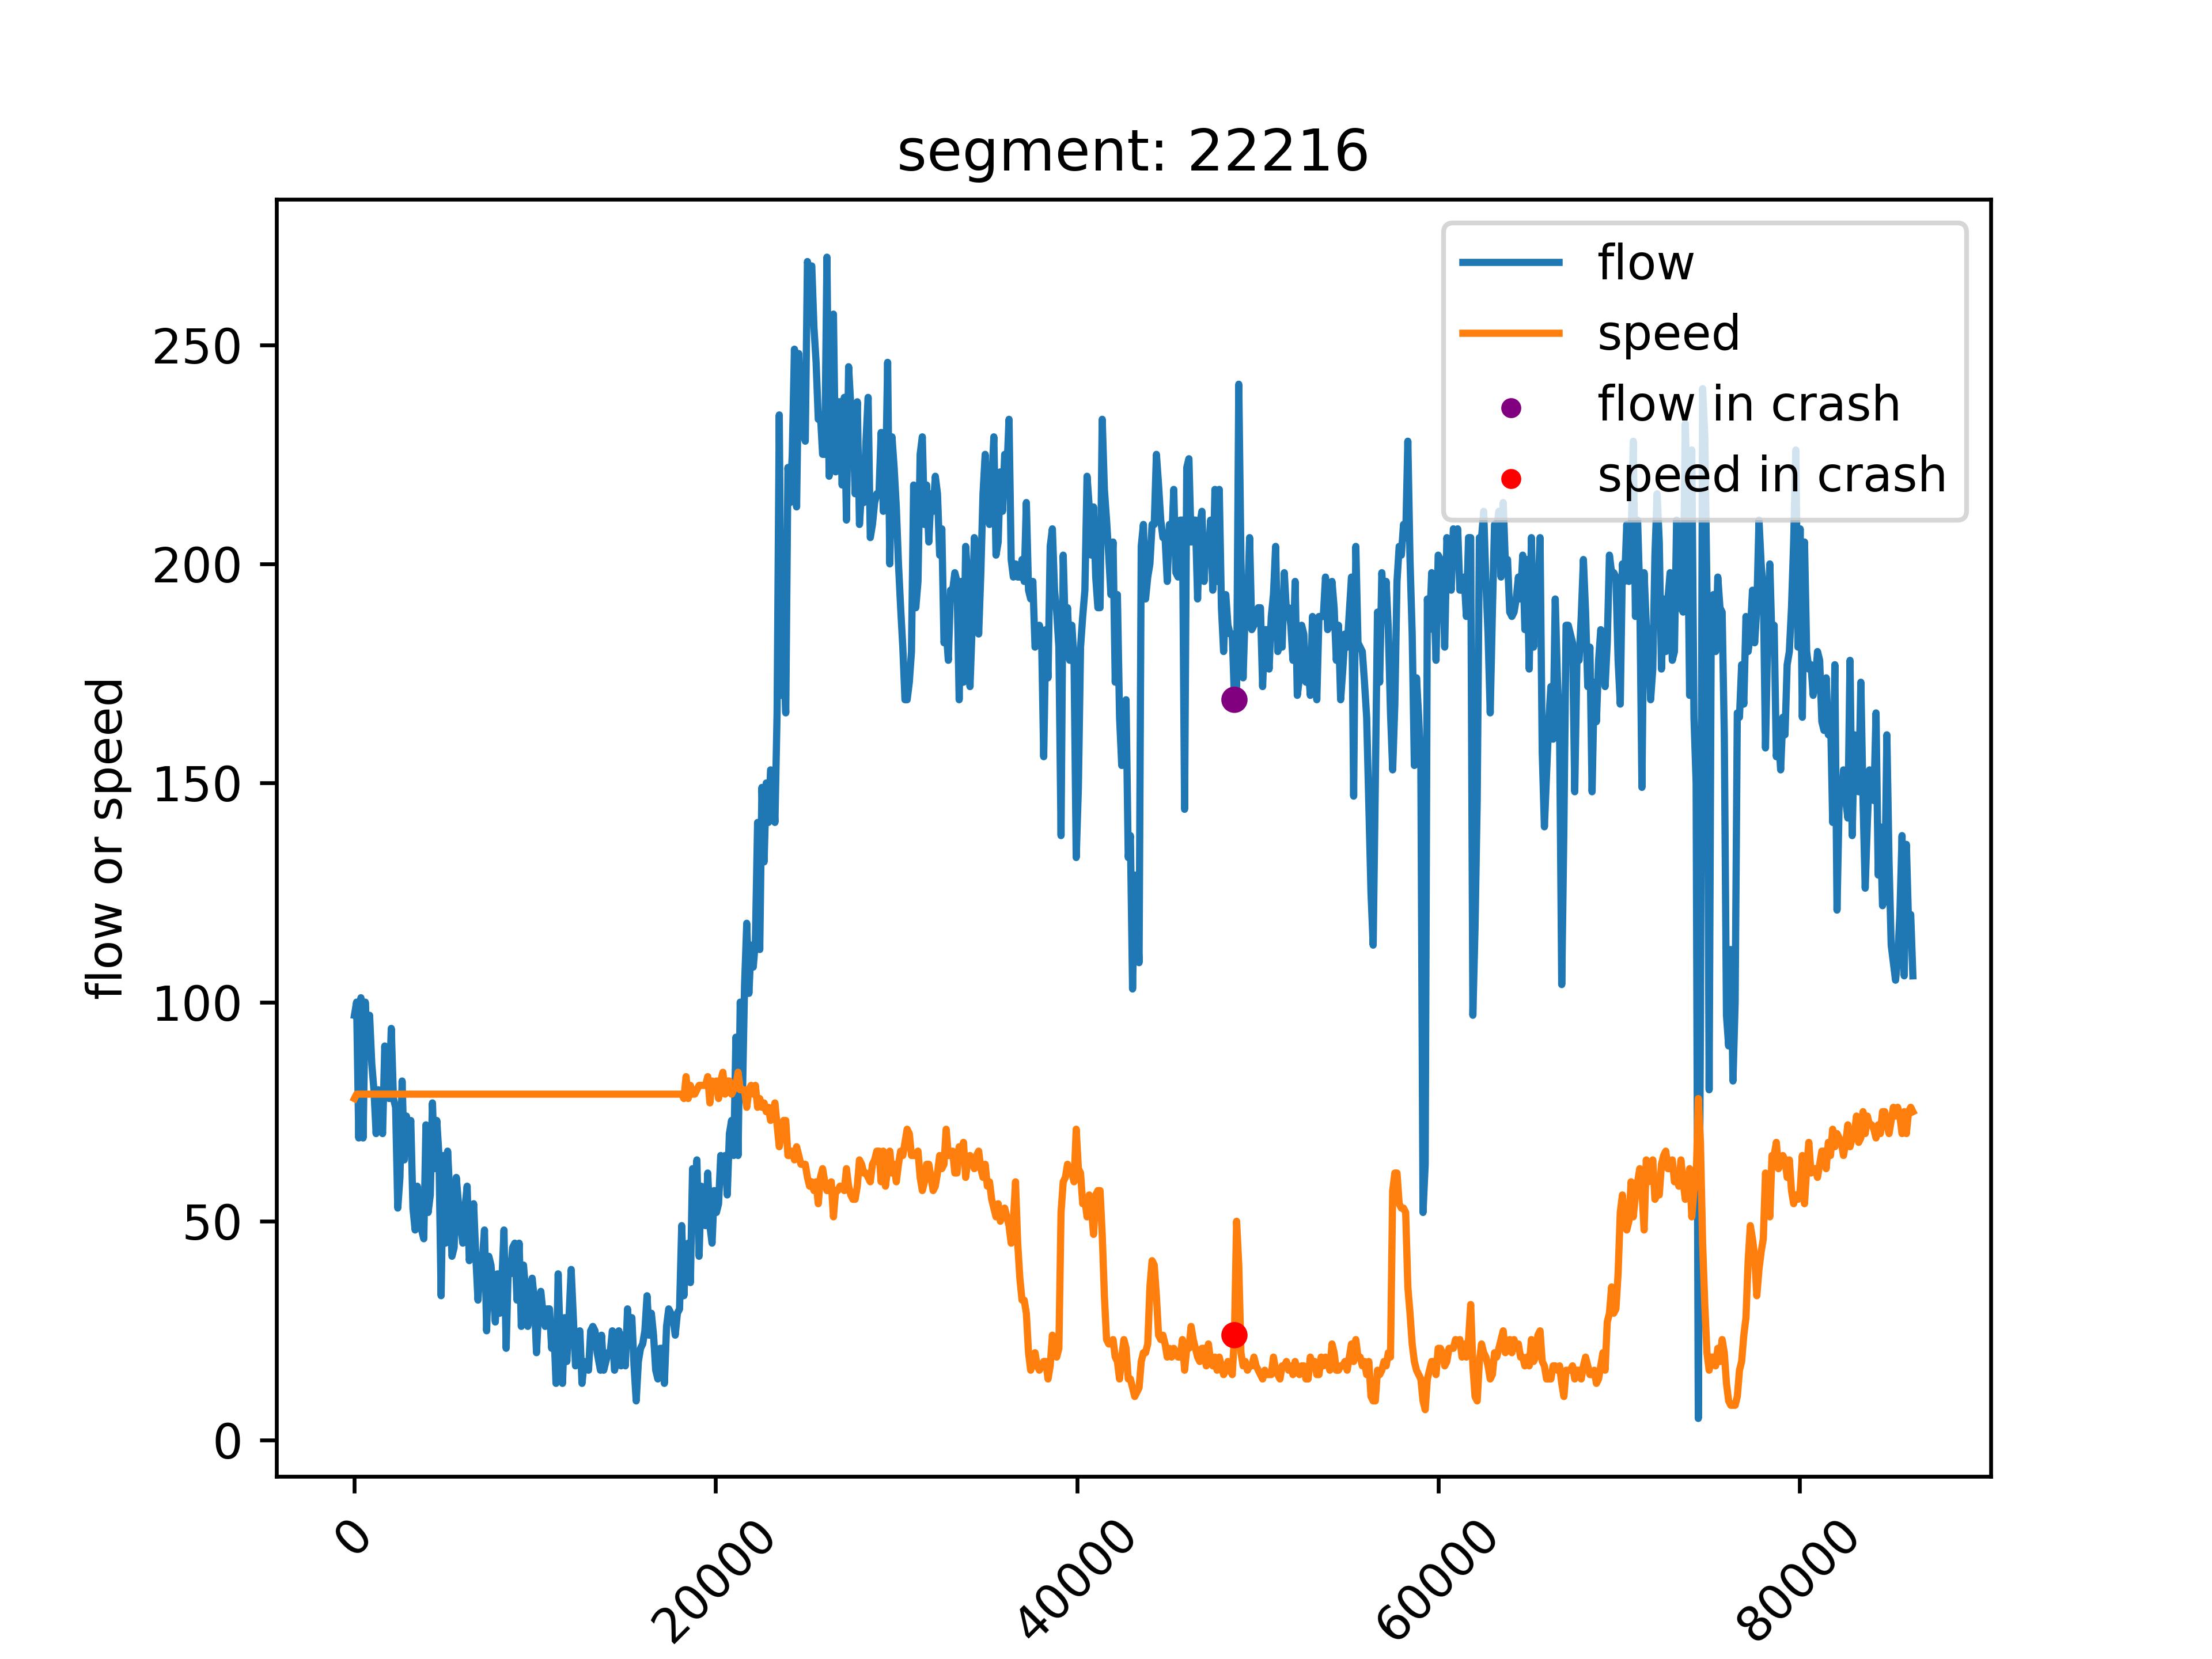 segment: 22216
flow
speed
flow in crash
speed in crash
flow or speed
250
200
150
100
50
0
0
20000
40000
60000
80000